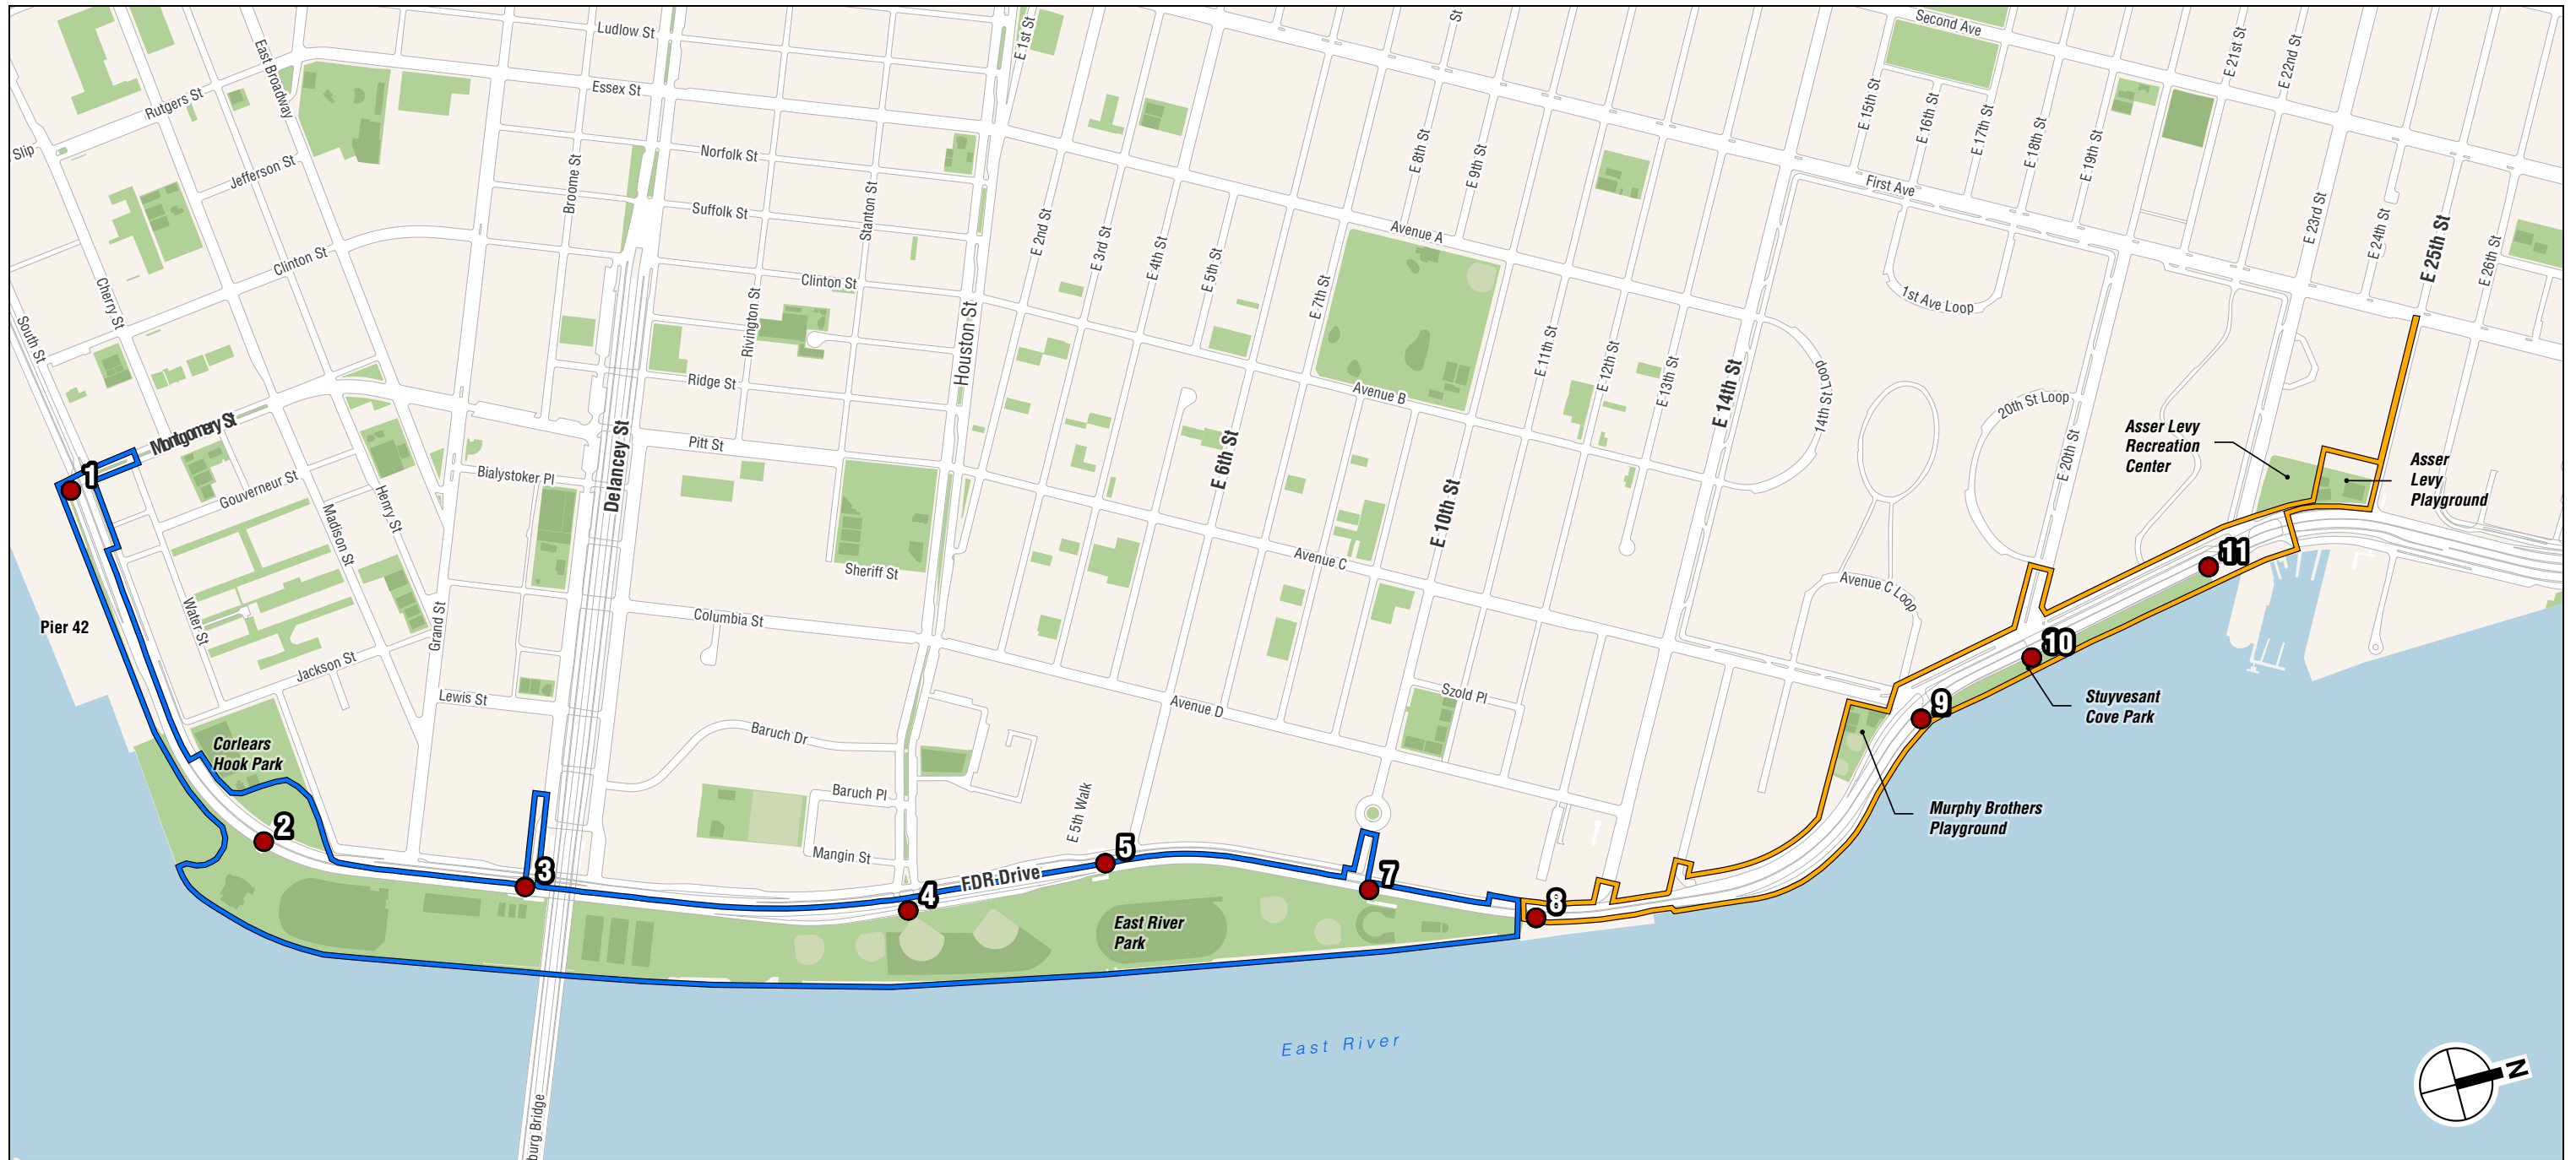 Ludlow St
E 1st St
St
Second Ave
E 21st St
E 22nd St
East Broadway
Rutgers St
Essex St
E 15th St
E 16th St
E 17th St
E 18th St
E 19th St
Slip
Jefferson St
Norfolk St
Broome St
Stanton St
E 8th St
E 9th St
First Ave
Suffolk St
E 2nd St
E 3rd St
E 4th St
E 5th St
Avenue A
E 23rd St
E 24th St
E 25th St
E 26th St
Clinton St
Clinton St
E 7th St
Cherry St
1st Ave Loop
South St
Rivington St
Houston St
E 11th St
E 12th St
E 13th St
E 14th St
14th St Loop
Ridge St
Avenue B
20th St Loop
Montgomery St
Delancey St
Pitt St
E 6th St
E 10th St
E 20th St
Asser Levy
Recreation
Center
Asser
Levy
Playground
1
Bialystoker Pl
Gouveneur St
Henry St
Madison St
Avenue C
11
Sheriff St
Avenue C Loop
Water St
Pier 42
Grand St
Columbia St
10
Jackson St
Lewis St
Szold Pl
Avenue D
9
Stuyvesant
Cove Park
Corlears
Hook Park
Baruch Dr
Baruch Pl
E 5th Walk
Murphy Brothers
Playground
2
Mangin St
5
3
FDR Drive
7
4
8
East River
Park
East River
N
burg Bridge